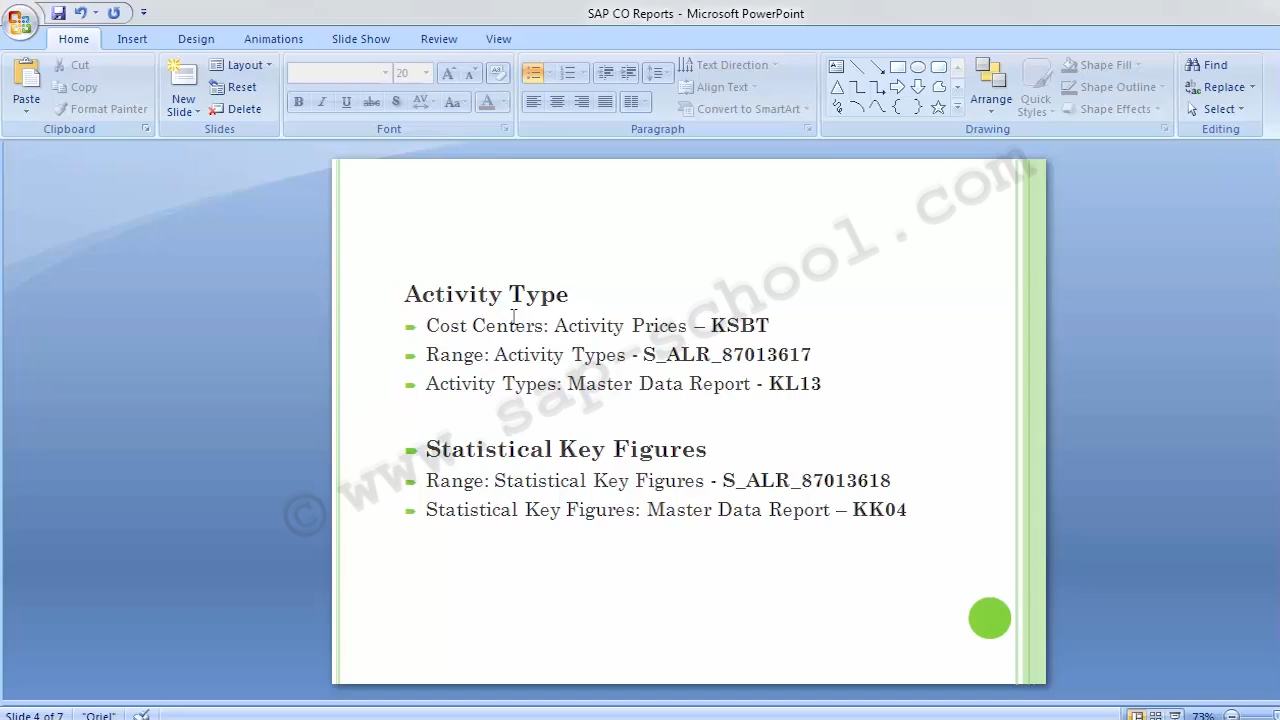 SAP CO Reports - Microsoft PowerPoint
Home Insert Design Animations Slide Show Review View
Paste
Cut
Copy
Format Painter
Clipboard
New Slide
Layout
Reset
Delete
Slides
20
B I U abc S AV Aa A
Font
Text Direction
Align Text
Convert to SmartArt
Paragraph
Arrange
Quick Styles
Shape Fill
Shape Outline
Shape Effects
Drawing
Find
Replace
Select
Editing
Activity Type
Cost Centers: Activity Prices – KSBT
Range: Activity Types - S_ALR_87013617
Activity Types: Master Data Report - KL13
Statistical Key Figures
Range: Statistical Key Figures - S_ALR_87013618
Statistical Key Figures: Master Data Report – KK04
© www.sap-school.com
Slide 4 of 7 "Oriel" 73%